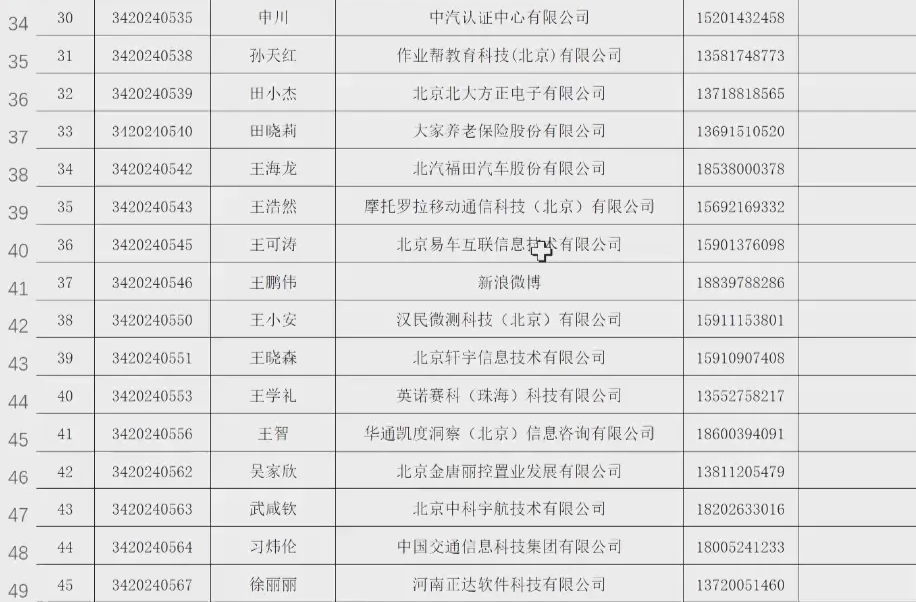 34 30 3420240535 申川 中汽认证中心有限公司 15201432458
35 31 3420240538 孙天红 作业帮教育科技(北京)有限公司 13581748773
36 32 3420240539 田小杰 北京北大方正电子有限公司 13718818565
37 33 3420240540 田晓莉 大家养老保险股份有限公司 13691510520
38 34 3420240542 王海龙 北汽福田汽车股份有限公司 18538000378
39 35 3420240543 王浩然 摩托罗拉移动通信科技（北京）有限公司 15692169332
40 36 3420240545 王可涛 北京易车互联信息技术有限公司 15901376098
41 37 3420240546 王鹏伟 新浪微博 18839788286
42 38 3420240550 王小安 汉民微测科技（北京）有限公司 15911153801
43 39 3420240551 王晓森 北京轩宇信息技术有限公司 15910907408
44 40 3420240553 王学礼 英诺赛科（珠海）科技有限公司 13552758217
45 41 3420240556 王智 华通凯度洞察（北京）信息咨询有限公司 18600394091
46 42 3420240562 吴家欣 北京金唐丽控置业发展有限公司 13811205479
47 43 3420240563 武咸钦 北京中科宇航技术有限公司 18202633016
48 44 3420240564 习炜伦 中国交通信息科技集团有限公司 18005241233
49 45 3420240567 徐丽丽 河南正达软件科技有限公司 13720051460